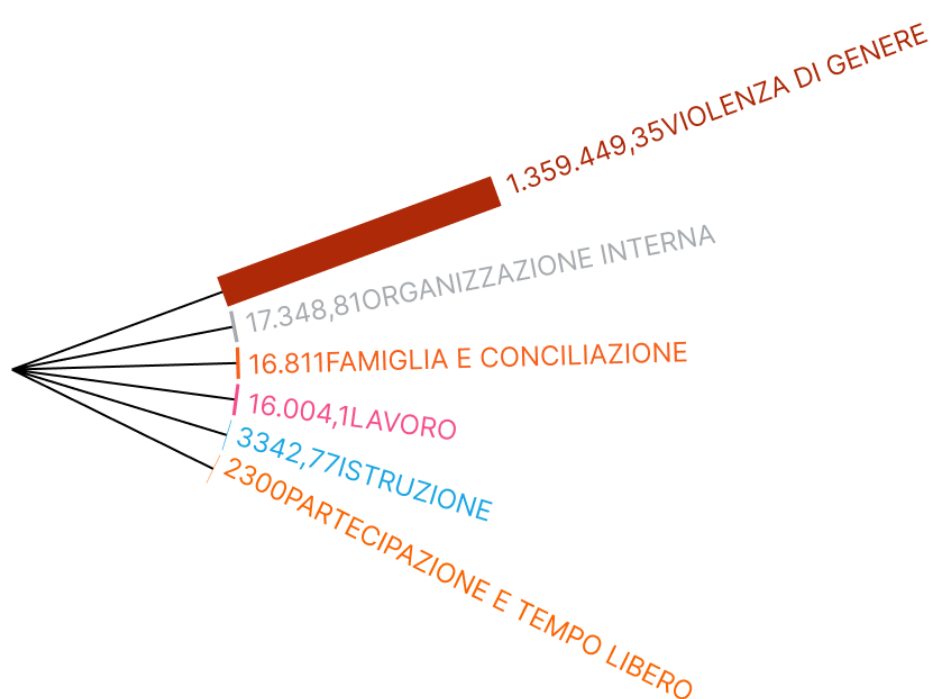 1.359.449,35VIOLENZA DI GENERE
17.348,81ORGANIZZAZIONE INTERNA
16.811FAMIGLIA E CONCILIAZIONE
16.004,1LAVORO
3342,77ISTRUZIONE
2300PARTECIPAZIONE E TEMPO LIBERO